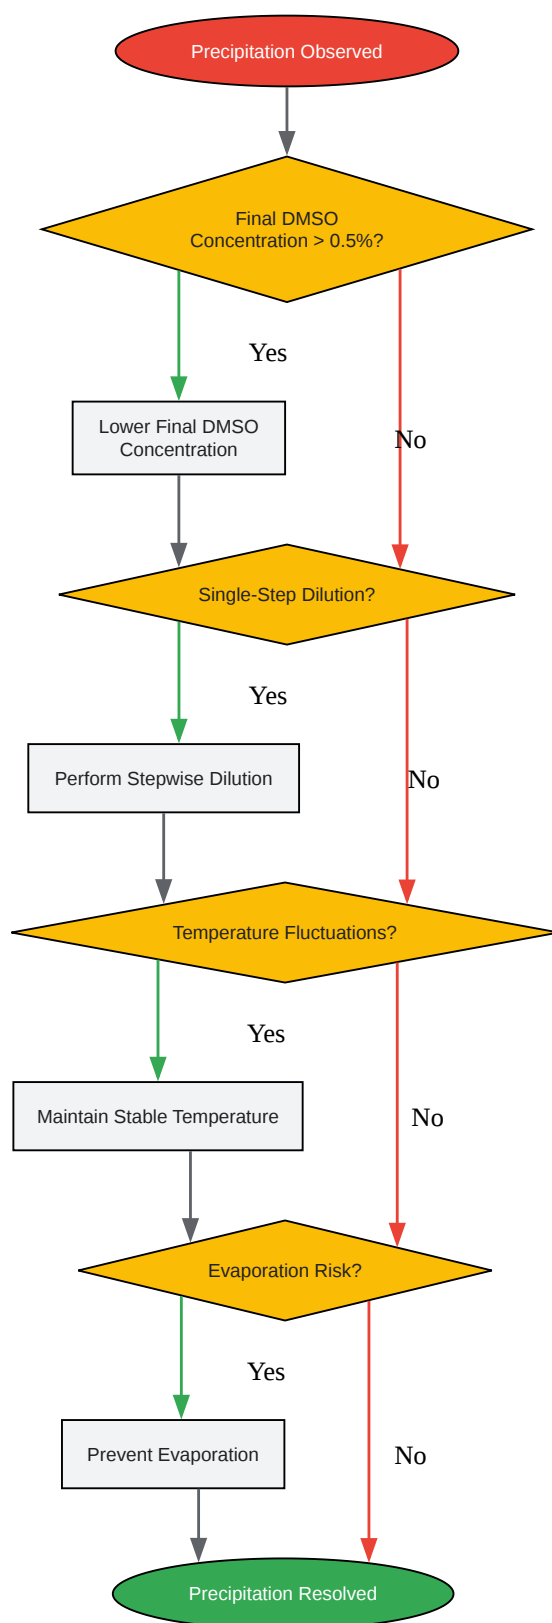 Precipitation Observed
Final DMSO
Concentration > 0.5%?
Yes
Lower Final DMSO
Concentration
No
Single-Step Dilution?
Yes
Perform Stepwise Dilution
No
Temperature Fluctuations?
Yes
Maintain Stable Temperature
No
Evaporation Risk?
Yes
Prevent Evaporation
No
Precipitation Resolved